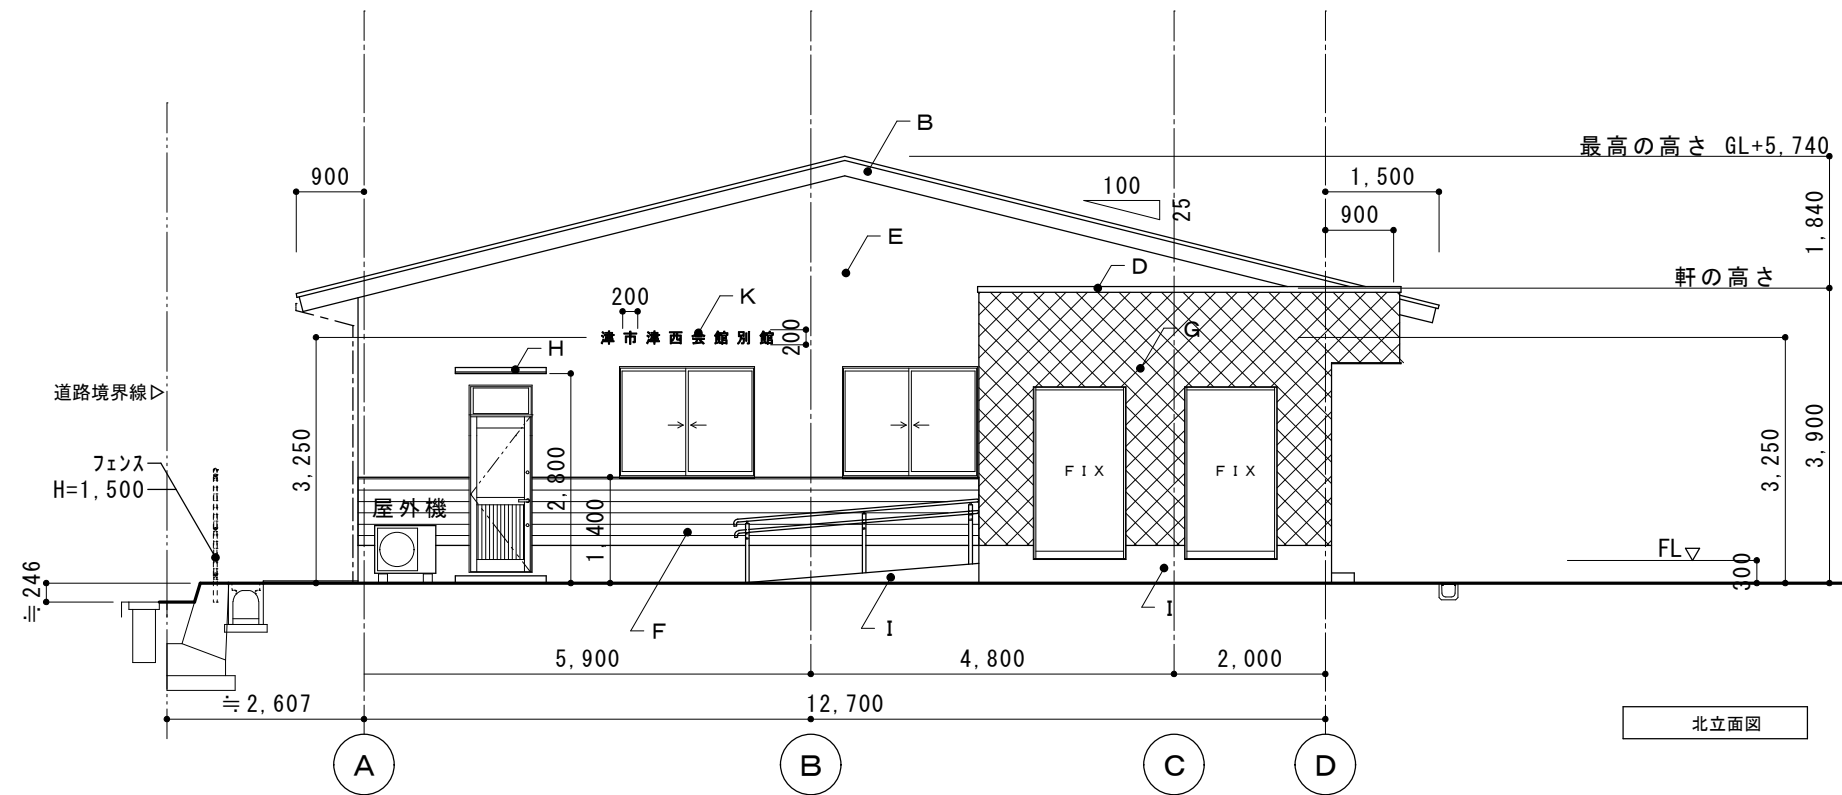 B
最高の高さ GL+5,740
900
100
25
1,500
900
1,840
E
D
軒の高さ
200
K
津市津西会館別館
200
G
H
道路境界線
3,250
フェンス
H=1,500
屋外機
2,800
1,400
FIX
FIX
3,250
3,900
FL
300
≒246
F
I
I
5,900
4,800
2,000
≒2,607
12,700
北立面図
A
B
C
D